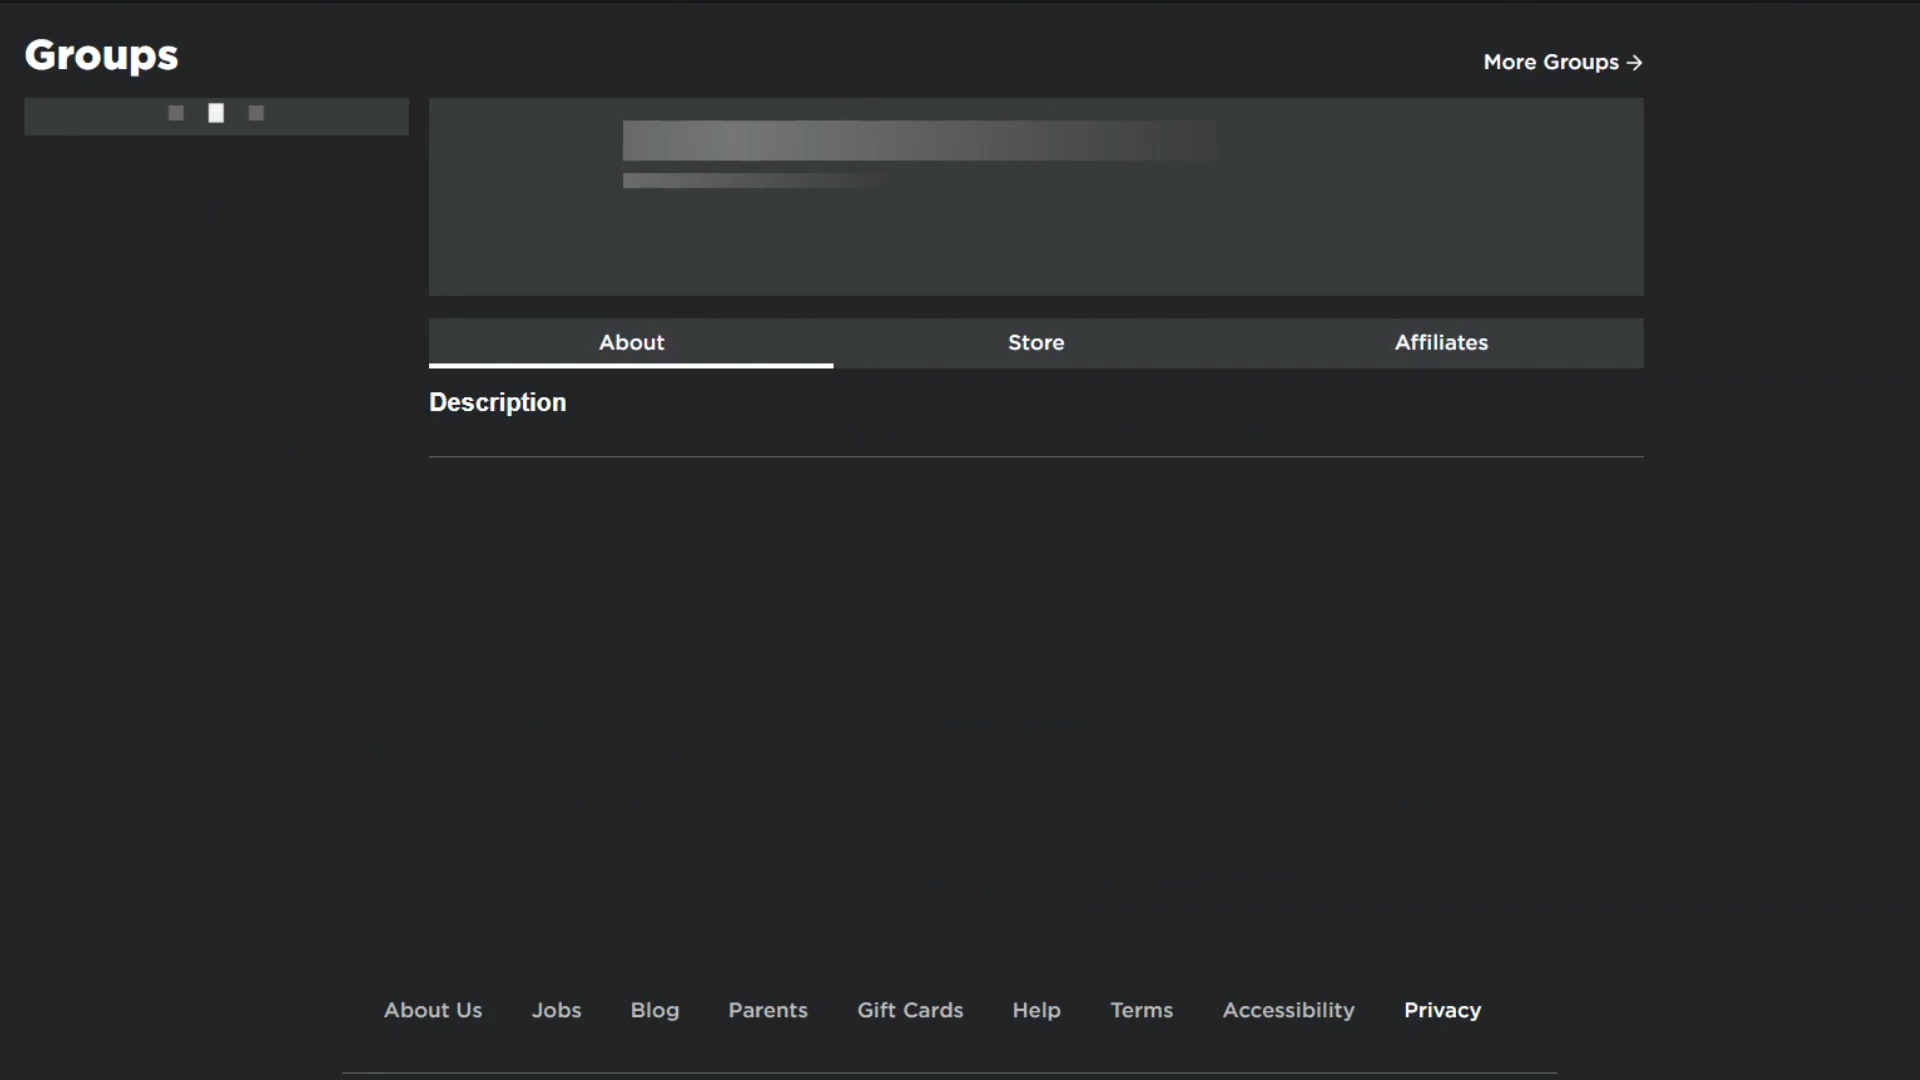 Groups
More Groups →
About
Store
Affiliates
Description
About Us
Jobs
Blog
Parents
Gift Cards
Help
Terms
Accessibility
Privacy